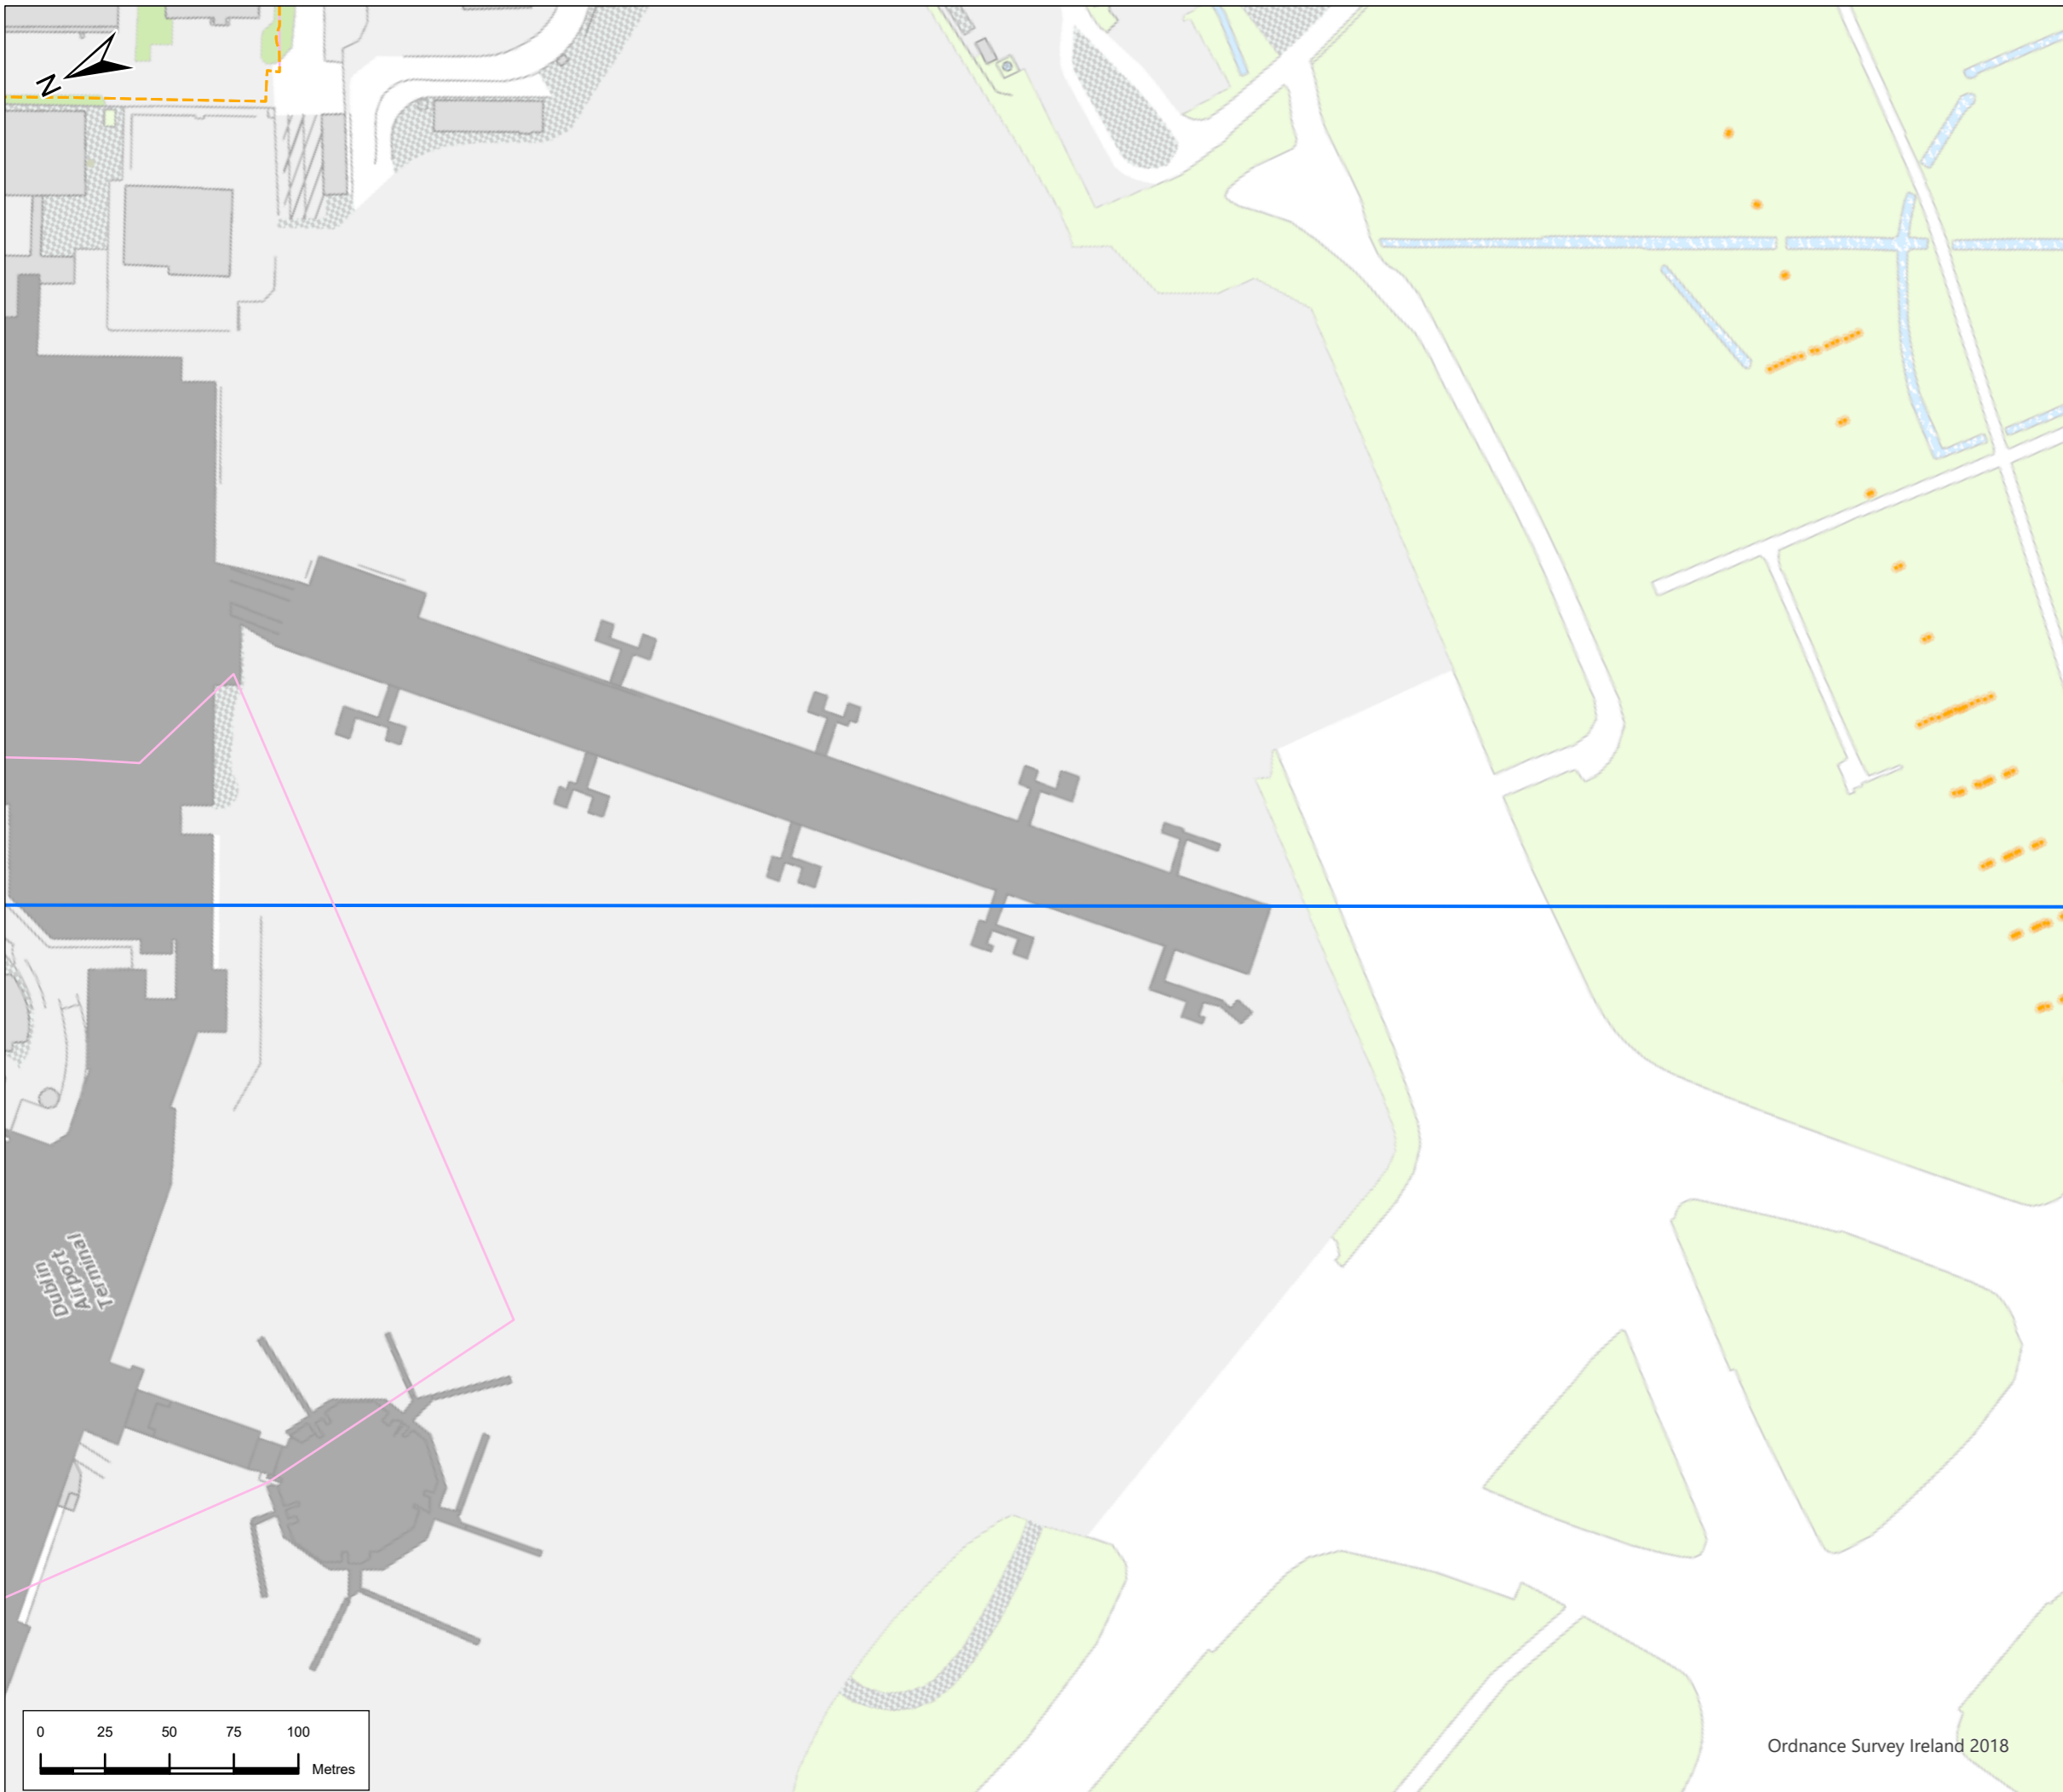 N
Dublin
Airport
Terminal
0 25 50 75 100
Metres
Ordnance Survey Ireland 2018